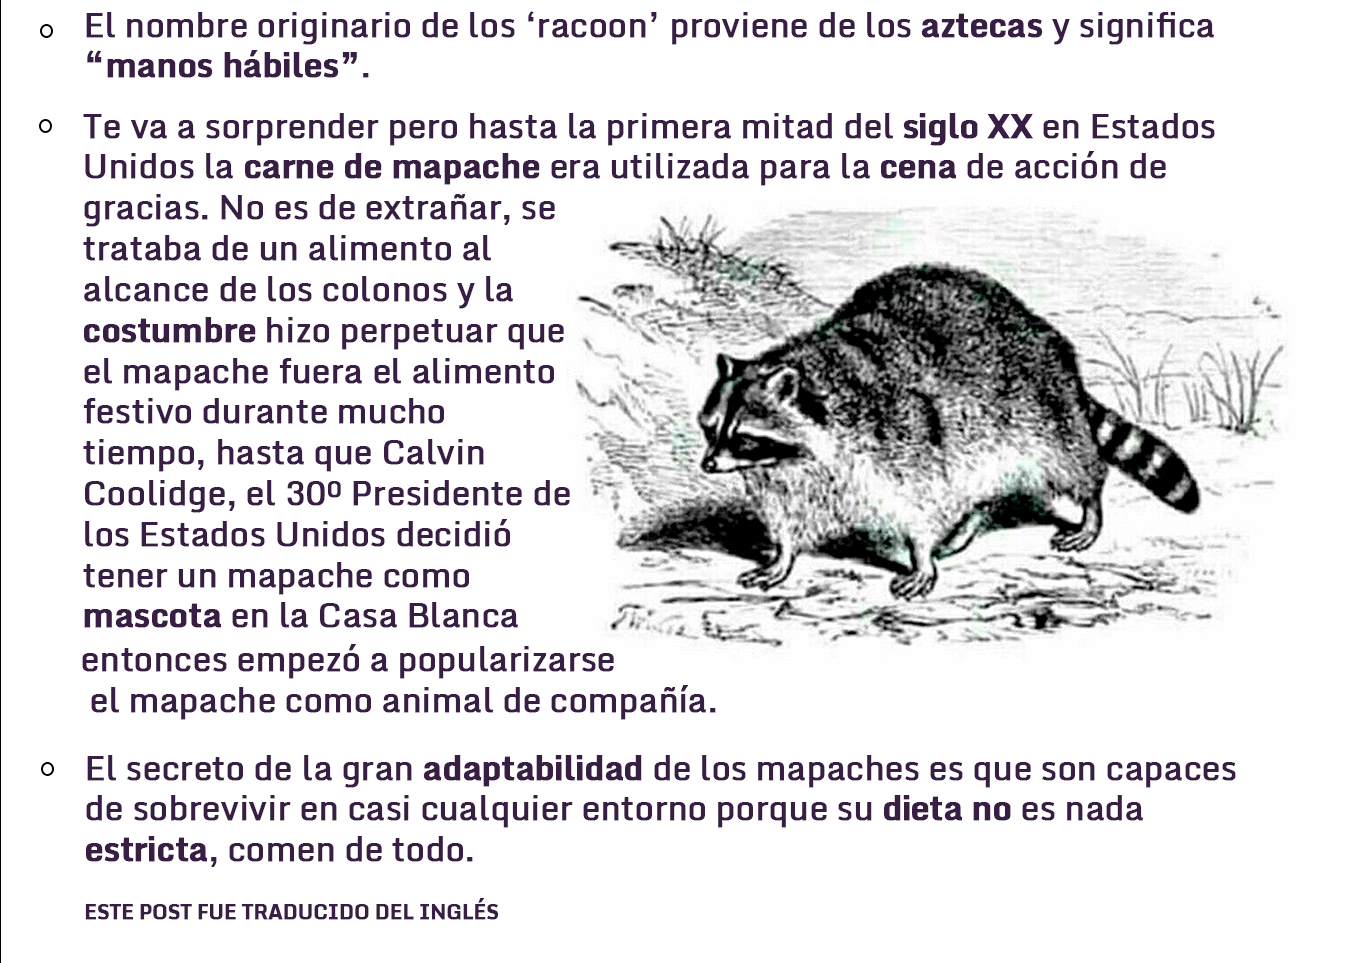 El nombre originario de los ‘racoon’ proviene de los aztecas y significa
“manos hábiles”.
Te va a sorprender pero hasta la primera mitad del siglo XX en Estados
Unidos la carne de mapache era utilizada para la cena de acción de
gracias. No es de extrañar, se
trataba de un alimento al
alcance de los colonos y la
costumbre hizo perpetuar que
el mapache fuera el alimento
festivo durante mucho
tiempo, hasta que Calvin
Coolidge, el 30º Presidente de
los Estados Unidos decidió
tener un mapache como
mascota en la Casa Blanca
entonces empezó a popularizarse
el mapache como animal de compañía.
El secreto de la gran adaptabilidad de los mapaches es que son capaces
de sobrevivir en casi cualquier entorno porque su dieta no es nada
estricta, comen de todo.
ESTE POST FUE TRADUCIDO DEL INGLÉS